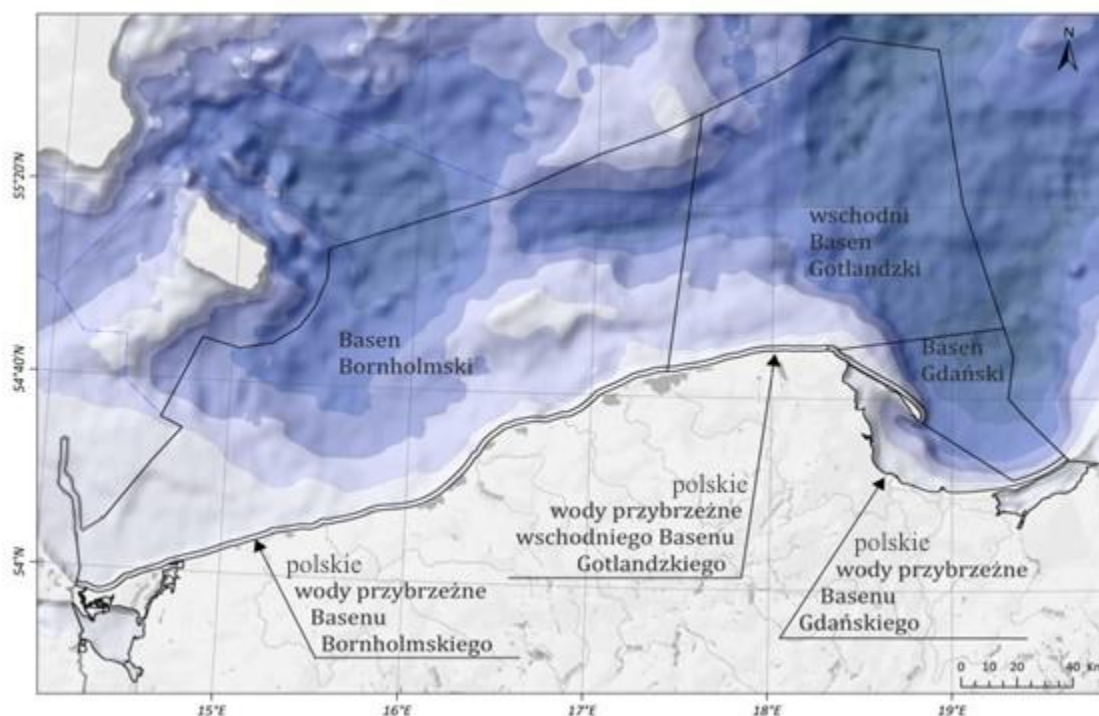 N
55°20'N
54°40'N
54°N
wschodni
Basen
Gotlandzki
Basen
Bornholmski
Basen
Gdański
polskie
wody przybrzeżne
wschodniego Basenu
Gotlandzkiego
polskie
wody przybrzeżne
Basenu
Bornholmskiego
polskie
wody przybrzeżne
Basenu
Gdańskiego
0 10 20 40 Km
15°E
16°E
17°E
18°E
19°E